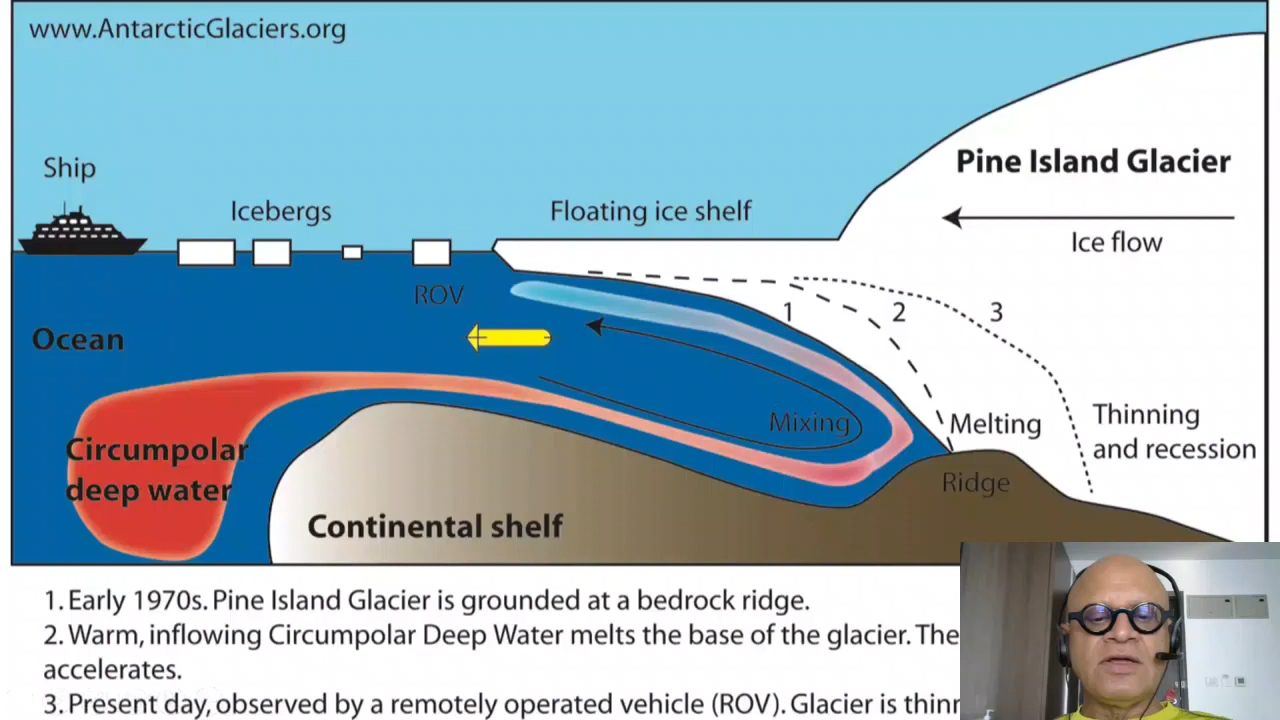 www.AntarcticGlaciers.org
Ship
Icebergs
Floating ice shelf
Pine Island Glacier
Ice flow
ROV
1
2
3
Ocean
Mixing
Melting
Thinning
and recession
Circumpolar
deep water
Ridge
Continental shelf
1. Early 1970s. Pine Island Glacier is grounded at a bedrock ridge.
2. Warm, inflowing Circumpolar Deep Water melts the base of the glacier. The
accelerates.
3. Present day, observed by a remotely operated vehicle (ROV). Glacier is